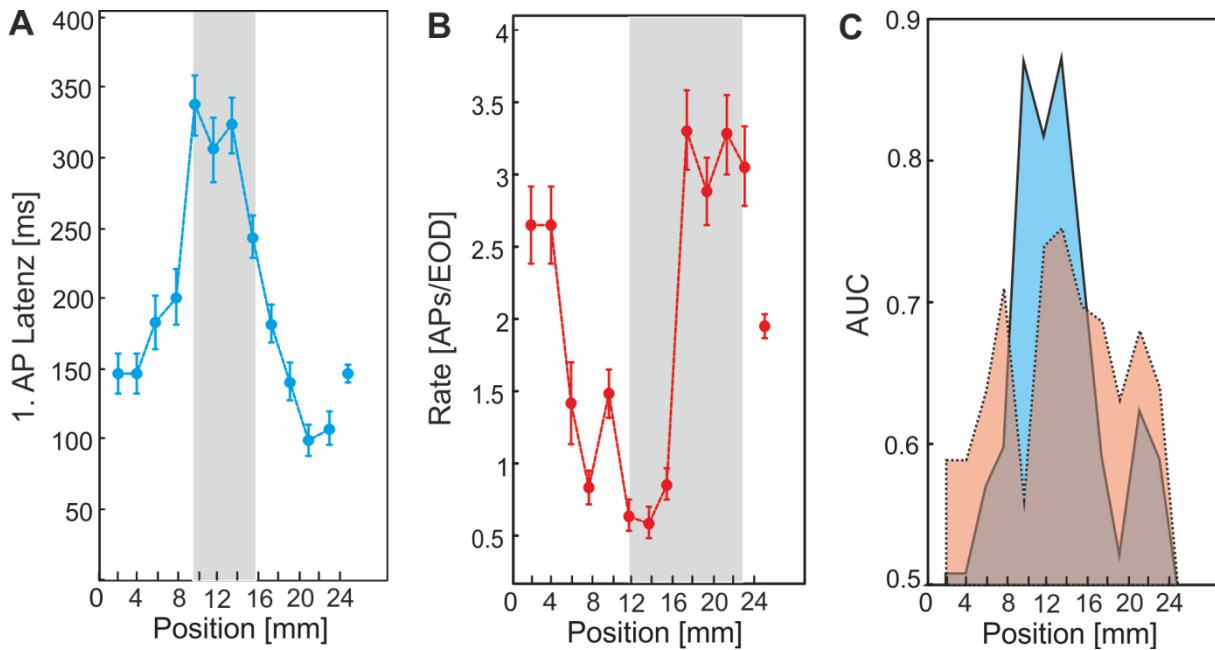 A
400
350
300
250
200
150
100
50
1. AP Latenz [ms]
0 4 8 12 16 20 24
Position [mm]
B
4
3.5
3
2.5
2
1.5
1
0.5
Rate [APs/EOD]
0 4 8 12 16 20 24
Position [mm]
C
0.9
0.8
0.7
0.6
0.5
AUC
0 4 8 12 16 20 24
Position [mm]